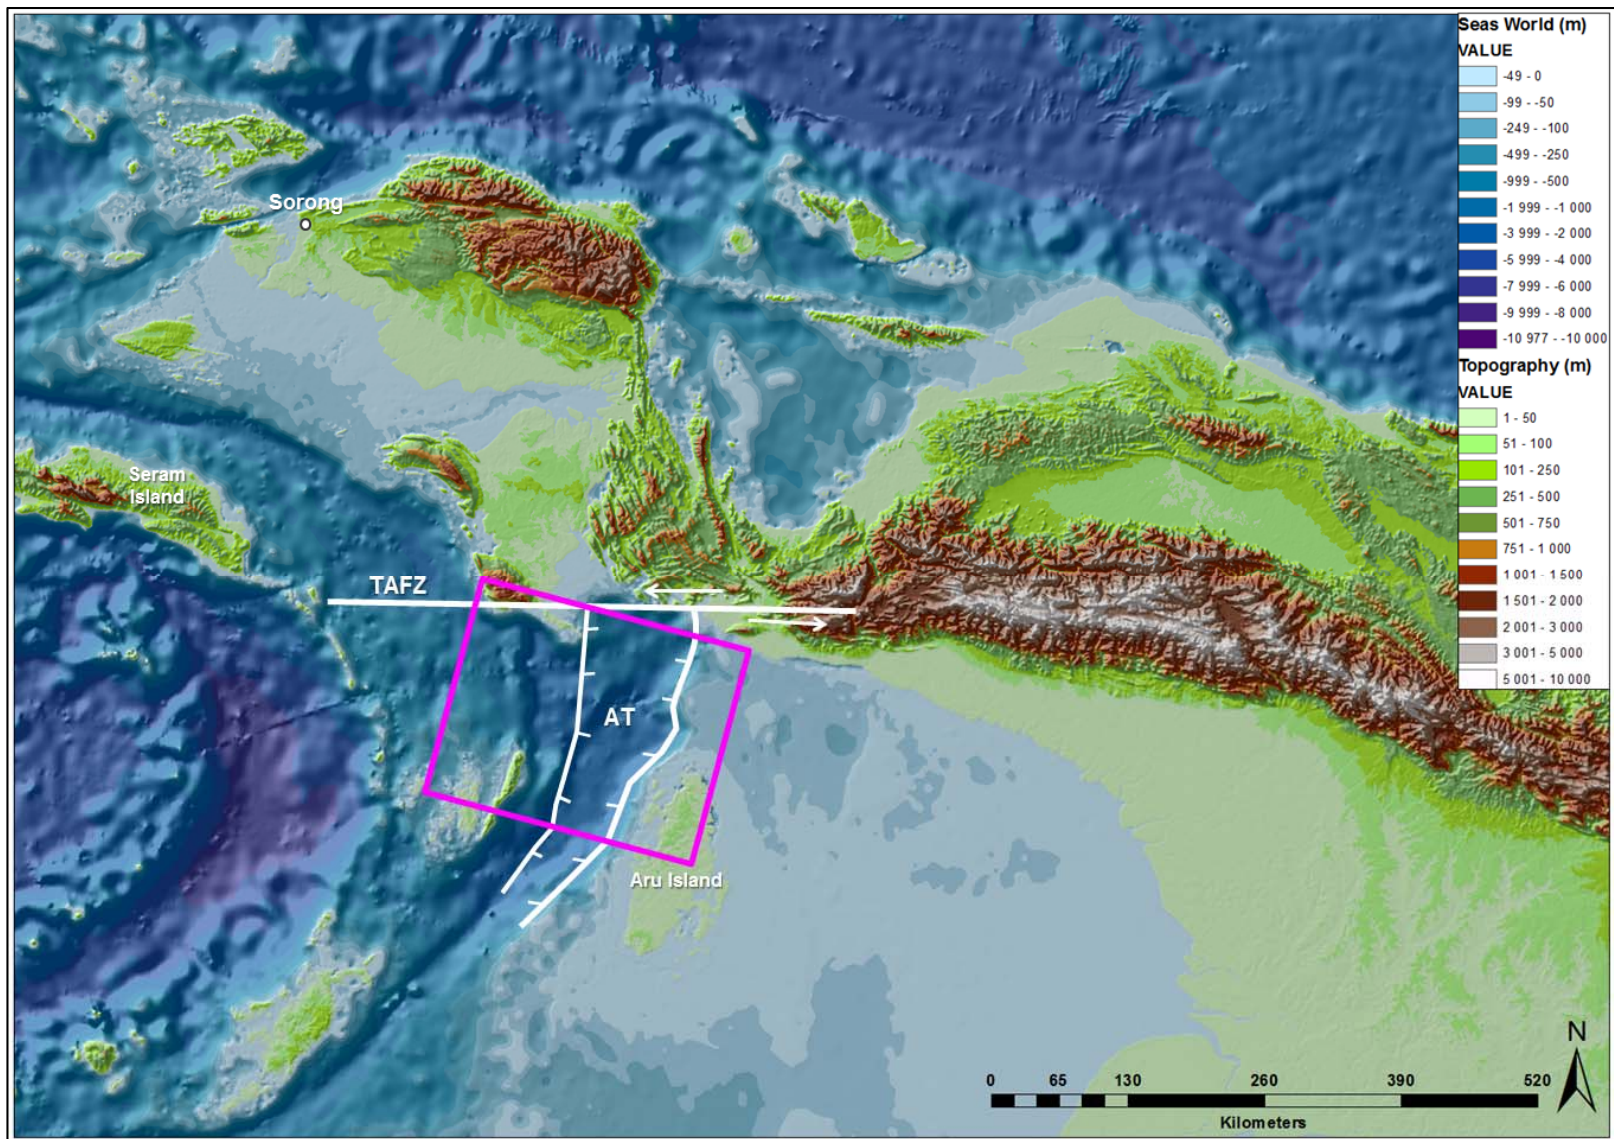 Seas World (m)
VALUE
-49 - 0
-99 - -50
-249 - -100
-499 - -250
-999 - -500
-1 999 - -1 000
-3 999 - -2 000
-5 999 - -4 000
-7 999 - -6 000
-9 999 - -8 000
-10 977 - -10 000
Topography (m)
VALUE
1 - 50
51 - 100
101 - 250
251 - 500
501 - 750
751 - 1 000
1 001 - 1 500
1 501 - 2 000
2 001 - 3 000
3 001 - 5 000
5 001 - 10 000
Sorong
Seram
Island
TAFZ
AT
Aru Island
N
0 65 130 260 390 520
Kilometers